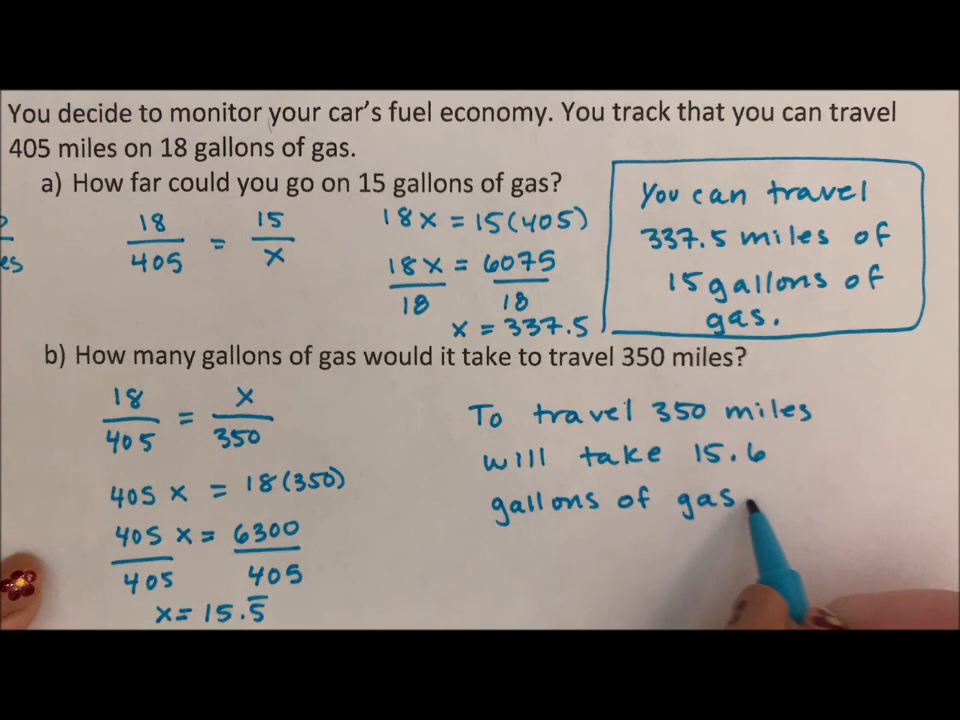 You decide to monitor your car's fuel economy. You track that you can travel
405 miles on 18 gallons of gas.
a) How far could you go on 15 gallons of gas?
18/405 = 15/x
18x = 15(405)
18x/18 = 6075/18
x = 337.5
You can travel
337.5 miles of
15 gallons of
gas.
b) How many gallons of gas would it take to travel 350 miles?
18/405 = x/350
405x = 18(350)
405x/405 = 6300/405
x = 15.5̅
To travel 350 miles
will take 15.6
gallons of gas